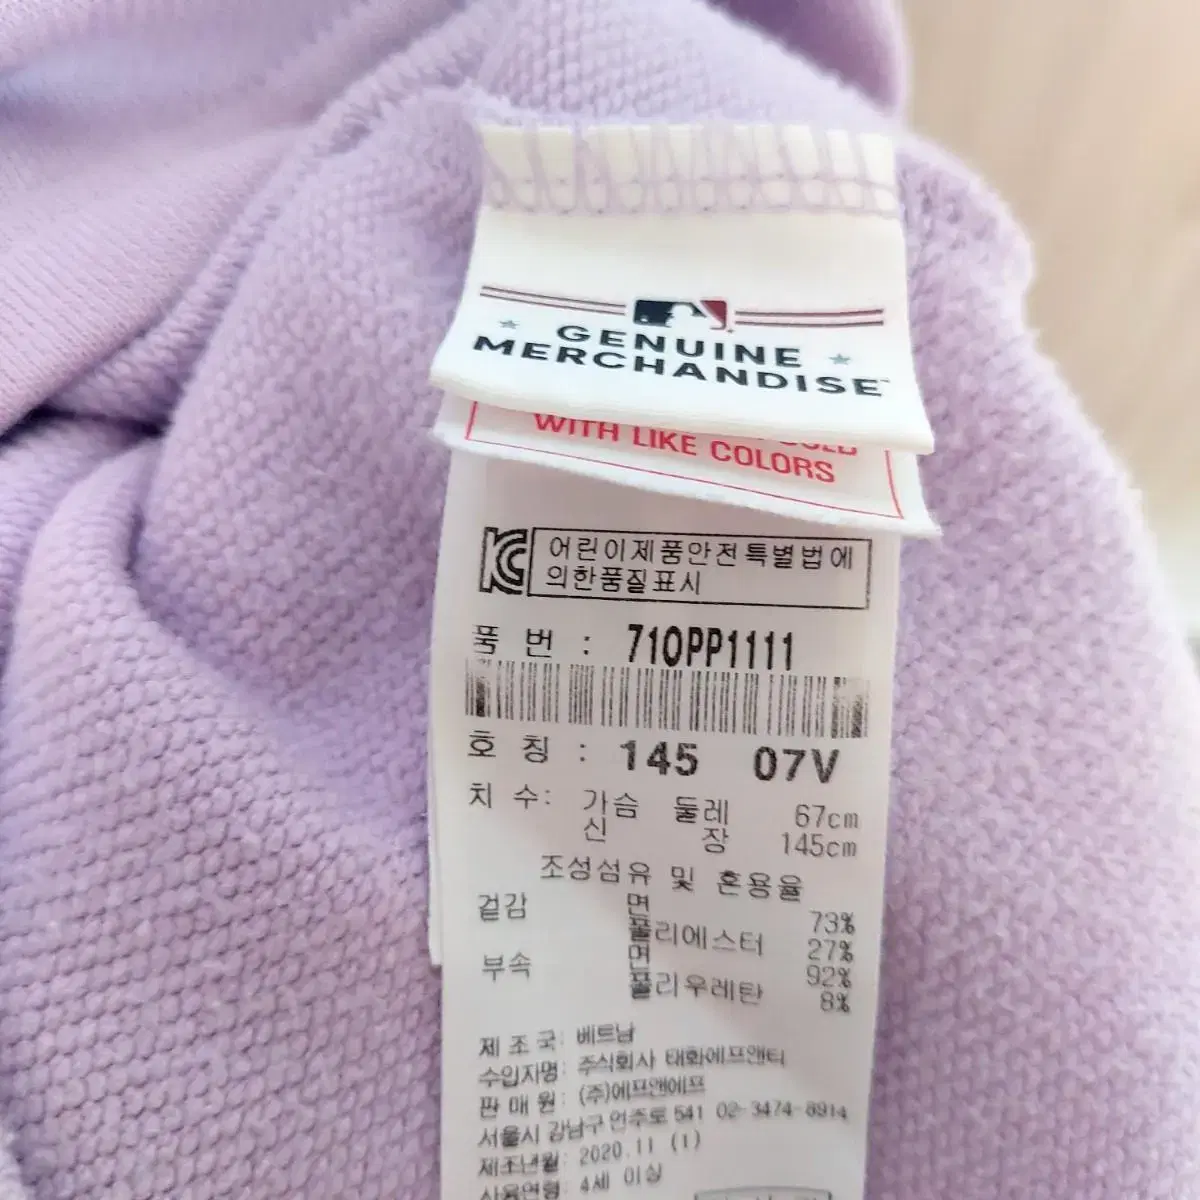 GENUINE
MERCHANDISE™
WITH LIKE COLORS
KC 어린이제품안전특별법에
의한품질표시
품 번 : 710PP1111
호 칭 : 145 07V
치 수: 가슴 둘레 67cm
신 장 145cm
조성섬유 및 혼용율
겉감 면 73%
폴리에스터 27%
부속 면 92%
폴리우레탄 8%
제 조 국: 베트남
수입자명: 주식회사 태화에프앤티
판 매 원: (주)에프앤에프
서울시 강남구 언주로 541 02-3474-8914
제조년월: 2020.11 (1)
사용연령: 4세 이상